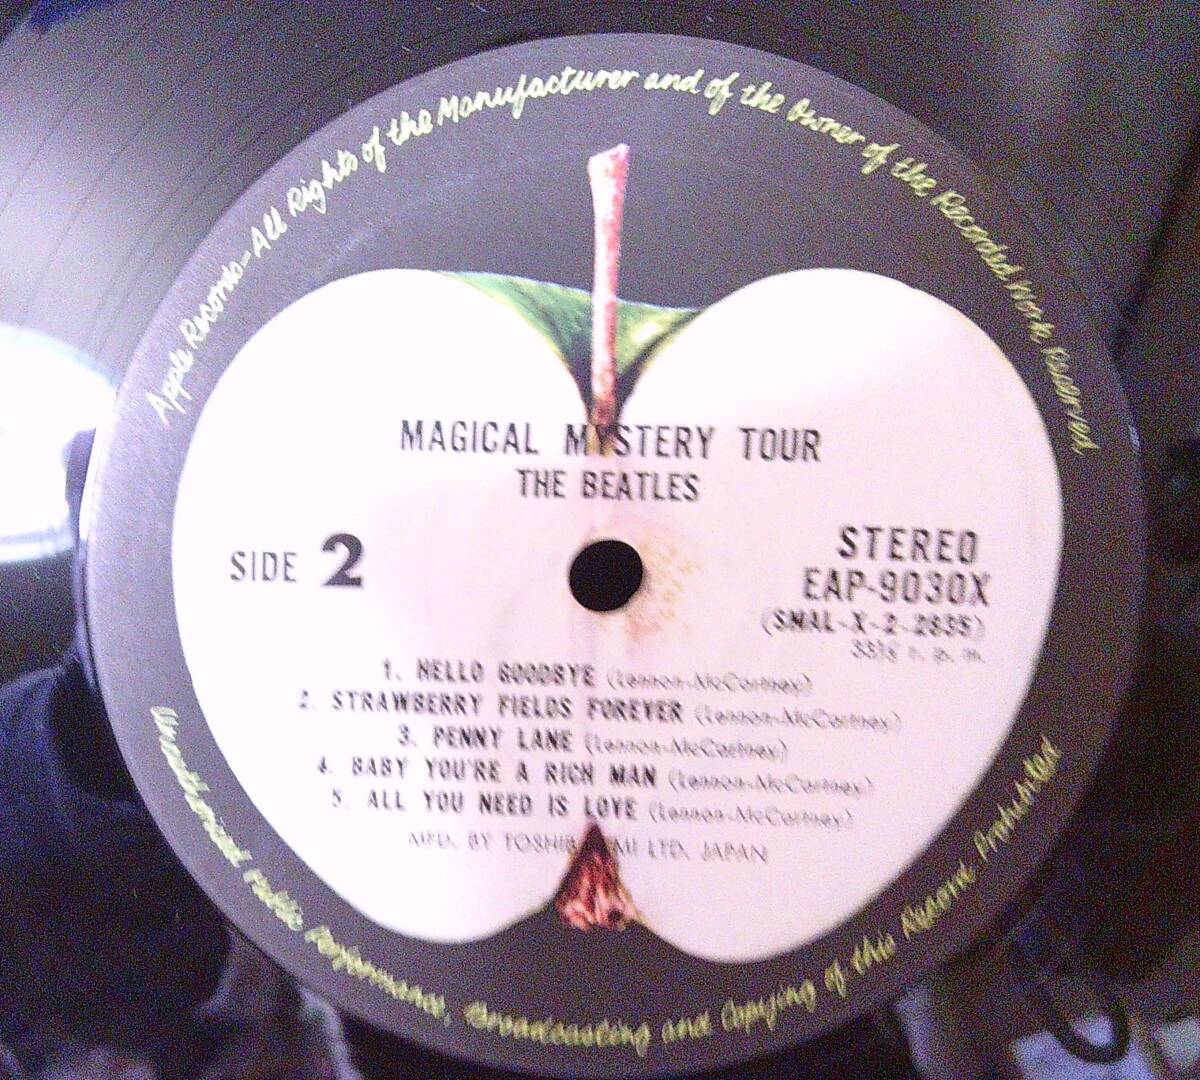 Apple Records-All Rights of the Manufacturer and of the Owner of the Recorded Work Reserved
MAGICAL MYSTERY TOUR
THE BEATLES
SIDE 2
STEREO
EAP-9030X
(SMAL-X-2-2835)
33⅓ r. p. m.
1. HELLO GOODBYE (Lennon-McCartney)
2. STRAWBERRY FIELDS FOREVER (Lennon-McCartney)
3. PENNY LANE (Lennon-McCartney)
4. BABY YOU'RE A RICH MAN (Lennon-McCartney)
5. ALL YOU NEED IS LOVE (Lennon-McCartney)
MFD. BY TOSHIBA EMI LTD. JAPAN
Unauthorised Public Performance, Broadcasting and Copying of this Record Prohibited